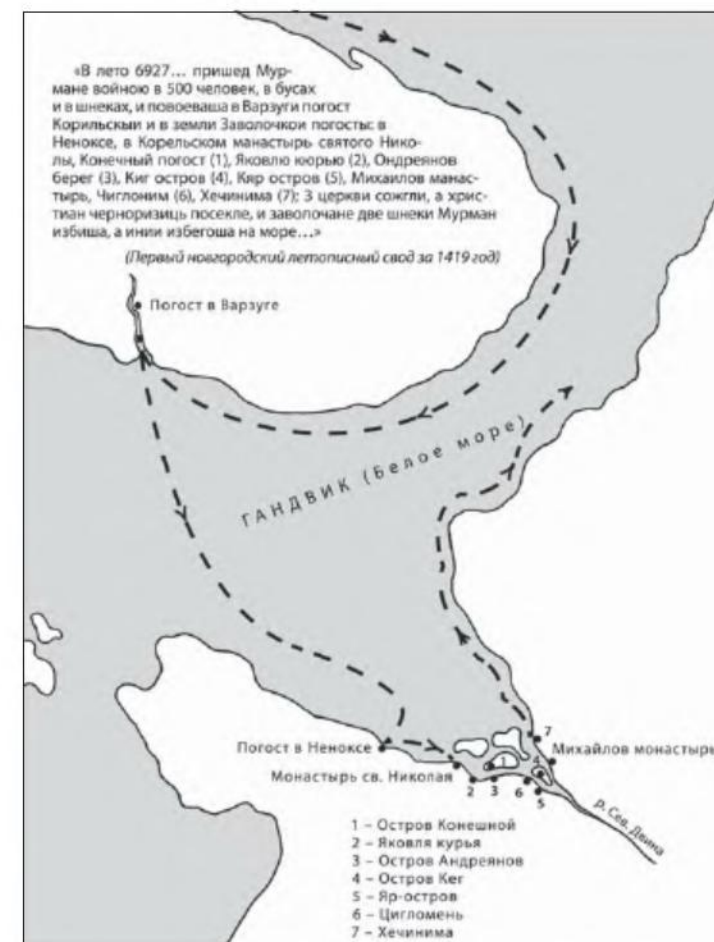 «В лето 6927... пришед Мур-
мане войною в 500 человек, в бусах
и в шнеках, и повоеваша в Варзуги погост
Корильскыи и в земли Заволочкои погосты: в
Неноксе, в Корельском манастырь святого Нико-
лы, Конечный погост (1), Яковлю кюрью (2), Ондреянов
берег (3), Киг остров (4), Кяр остров (5), Михаилов манас-
тырь, Чиглоним (6), Хечинима (7); 3 церкви сожгли, а хрис-
тиан черноризиць посекле, и заволочане две шнеки Мурман
избиша, а инии избегоша на море...»
(Первый новгородский летописный свод за 1419 год)
Погост в Варзуге
ГАНДВИК (Белое море)
7
Погост в Неноксе
Михайлов монастырь
1
4
Монастырь св. Николая
2
3
6
5
р. Сев. Двина
1 – Остров Конешной
2 – Яковля курья
3 – Остров Андреянов
4 – Остров Кег
5 – Яр-остров
6 – Цигломень
7 – Хечинима